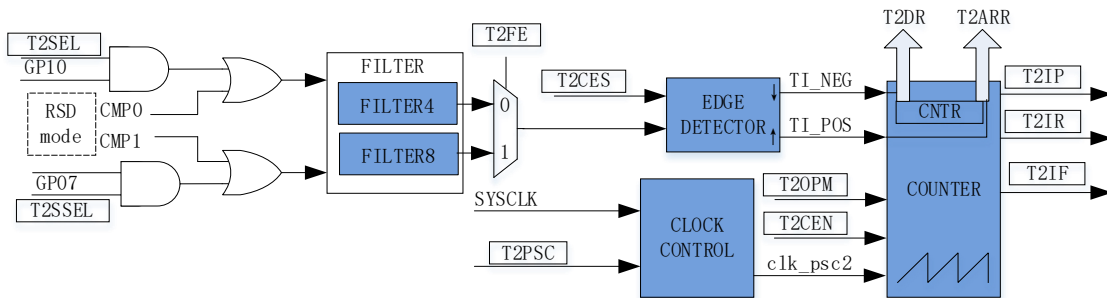 T2DR T2ARR
T2SEL
GP10
RSD
mode
CMP0
CMP1
GP07
T2SSEL
FILTER
FILTER4
FILTER8
T2FE
0
1
T2CES
EDGE
DETECTOR
TI_NEG
TI_POS
CNTR
COUNTER
T2IP
T2IR
T2IF
SYSCLK
T2PSC
CLOCK
CONTROL
T2OPM
T2CEN
clk_psc2